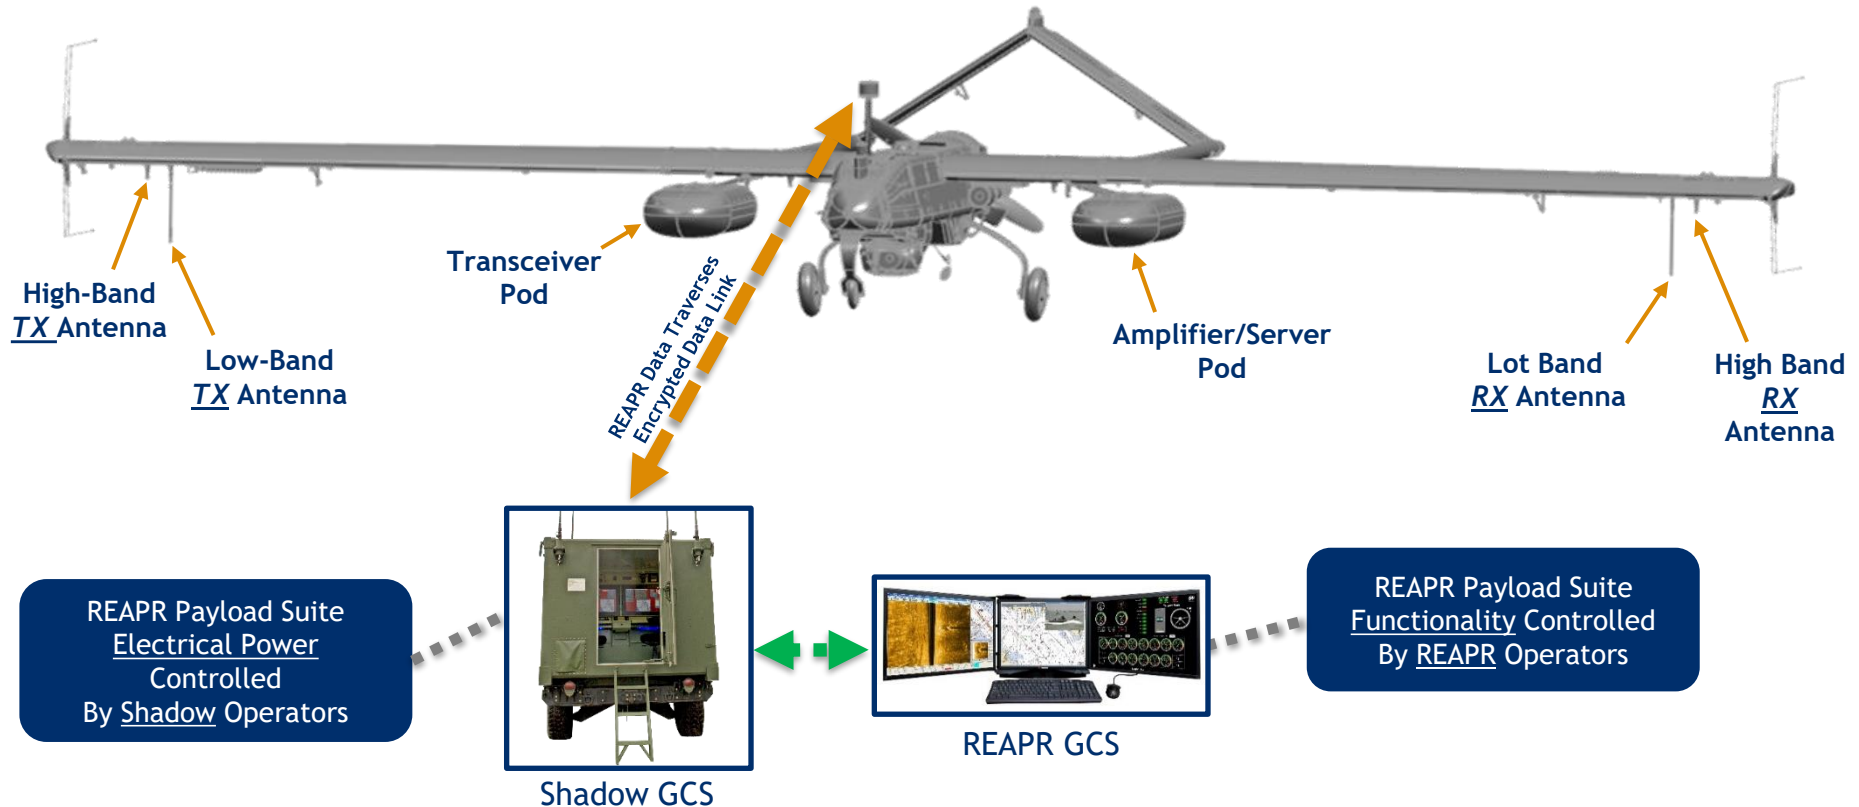 High-Band
TX Antenna
Low-Band
TX Antenna
Transceiver
Pod
REAPR Data Traverses
Encrypted Data Link
Amplifier/Server
Pod
Lot Band
RX Antenna
High Band
RX
Antenna
REAPR Payload Suite
Electrical Power
Controlled
By Shadow Operators
Shadow GCS
REAPR GCS
REAPR Payload Suite
Functionality Controlled
By REAPR Operators